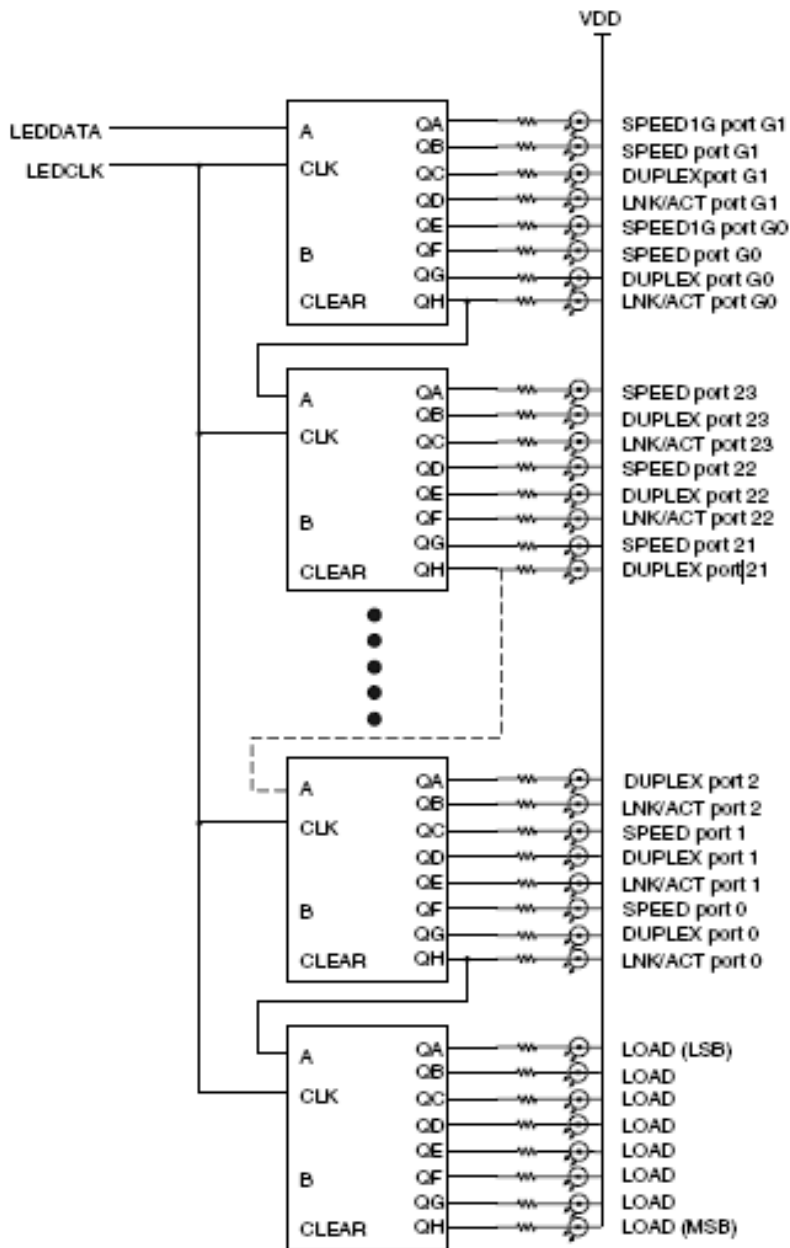 VDD
LEDDATA
LEDCLK
A
CLK
B
CLEAR
QA
QB
QC
QD
QE
QF
QG
QH
SPEED1G port G1
SPEED port G1
DUPLEXport G1
LNK/ACT port G1
SPEED1G port G0
SPEED port G0
DUPLEX port G0
LNK/ACT port G0
A
CLK
B
CLEAR
QA
QB
QC
QD
QE
QF
QG
QH
SPEED port 23
DUPLEX port 23
LNK/ACT port 23
SPEED port 22
DUPLEX port 22
LNK/ACT port 22
SPEED port 21
DUPLEX port 21
A
CLK
B
CLEAR
QA
QB
QC
QD
QE
QF
QG
QH
DUPLEX port 2
LNK/ACT port 2
SPEED port 1
DUPLEX port 1
LNK/ACT port 1
SPEED port 0
DUPLEX port 0
LNK/ACT port 0
A
CLK
B
CLEAR
QA
QB
QC
QD
QE
QF
QG
QH
LOAD (LSB)
LOAD
LOAD
LOAD
LOAD
LOAD
LOAD
LOAD (MSB)